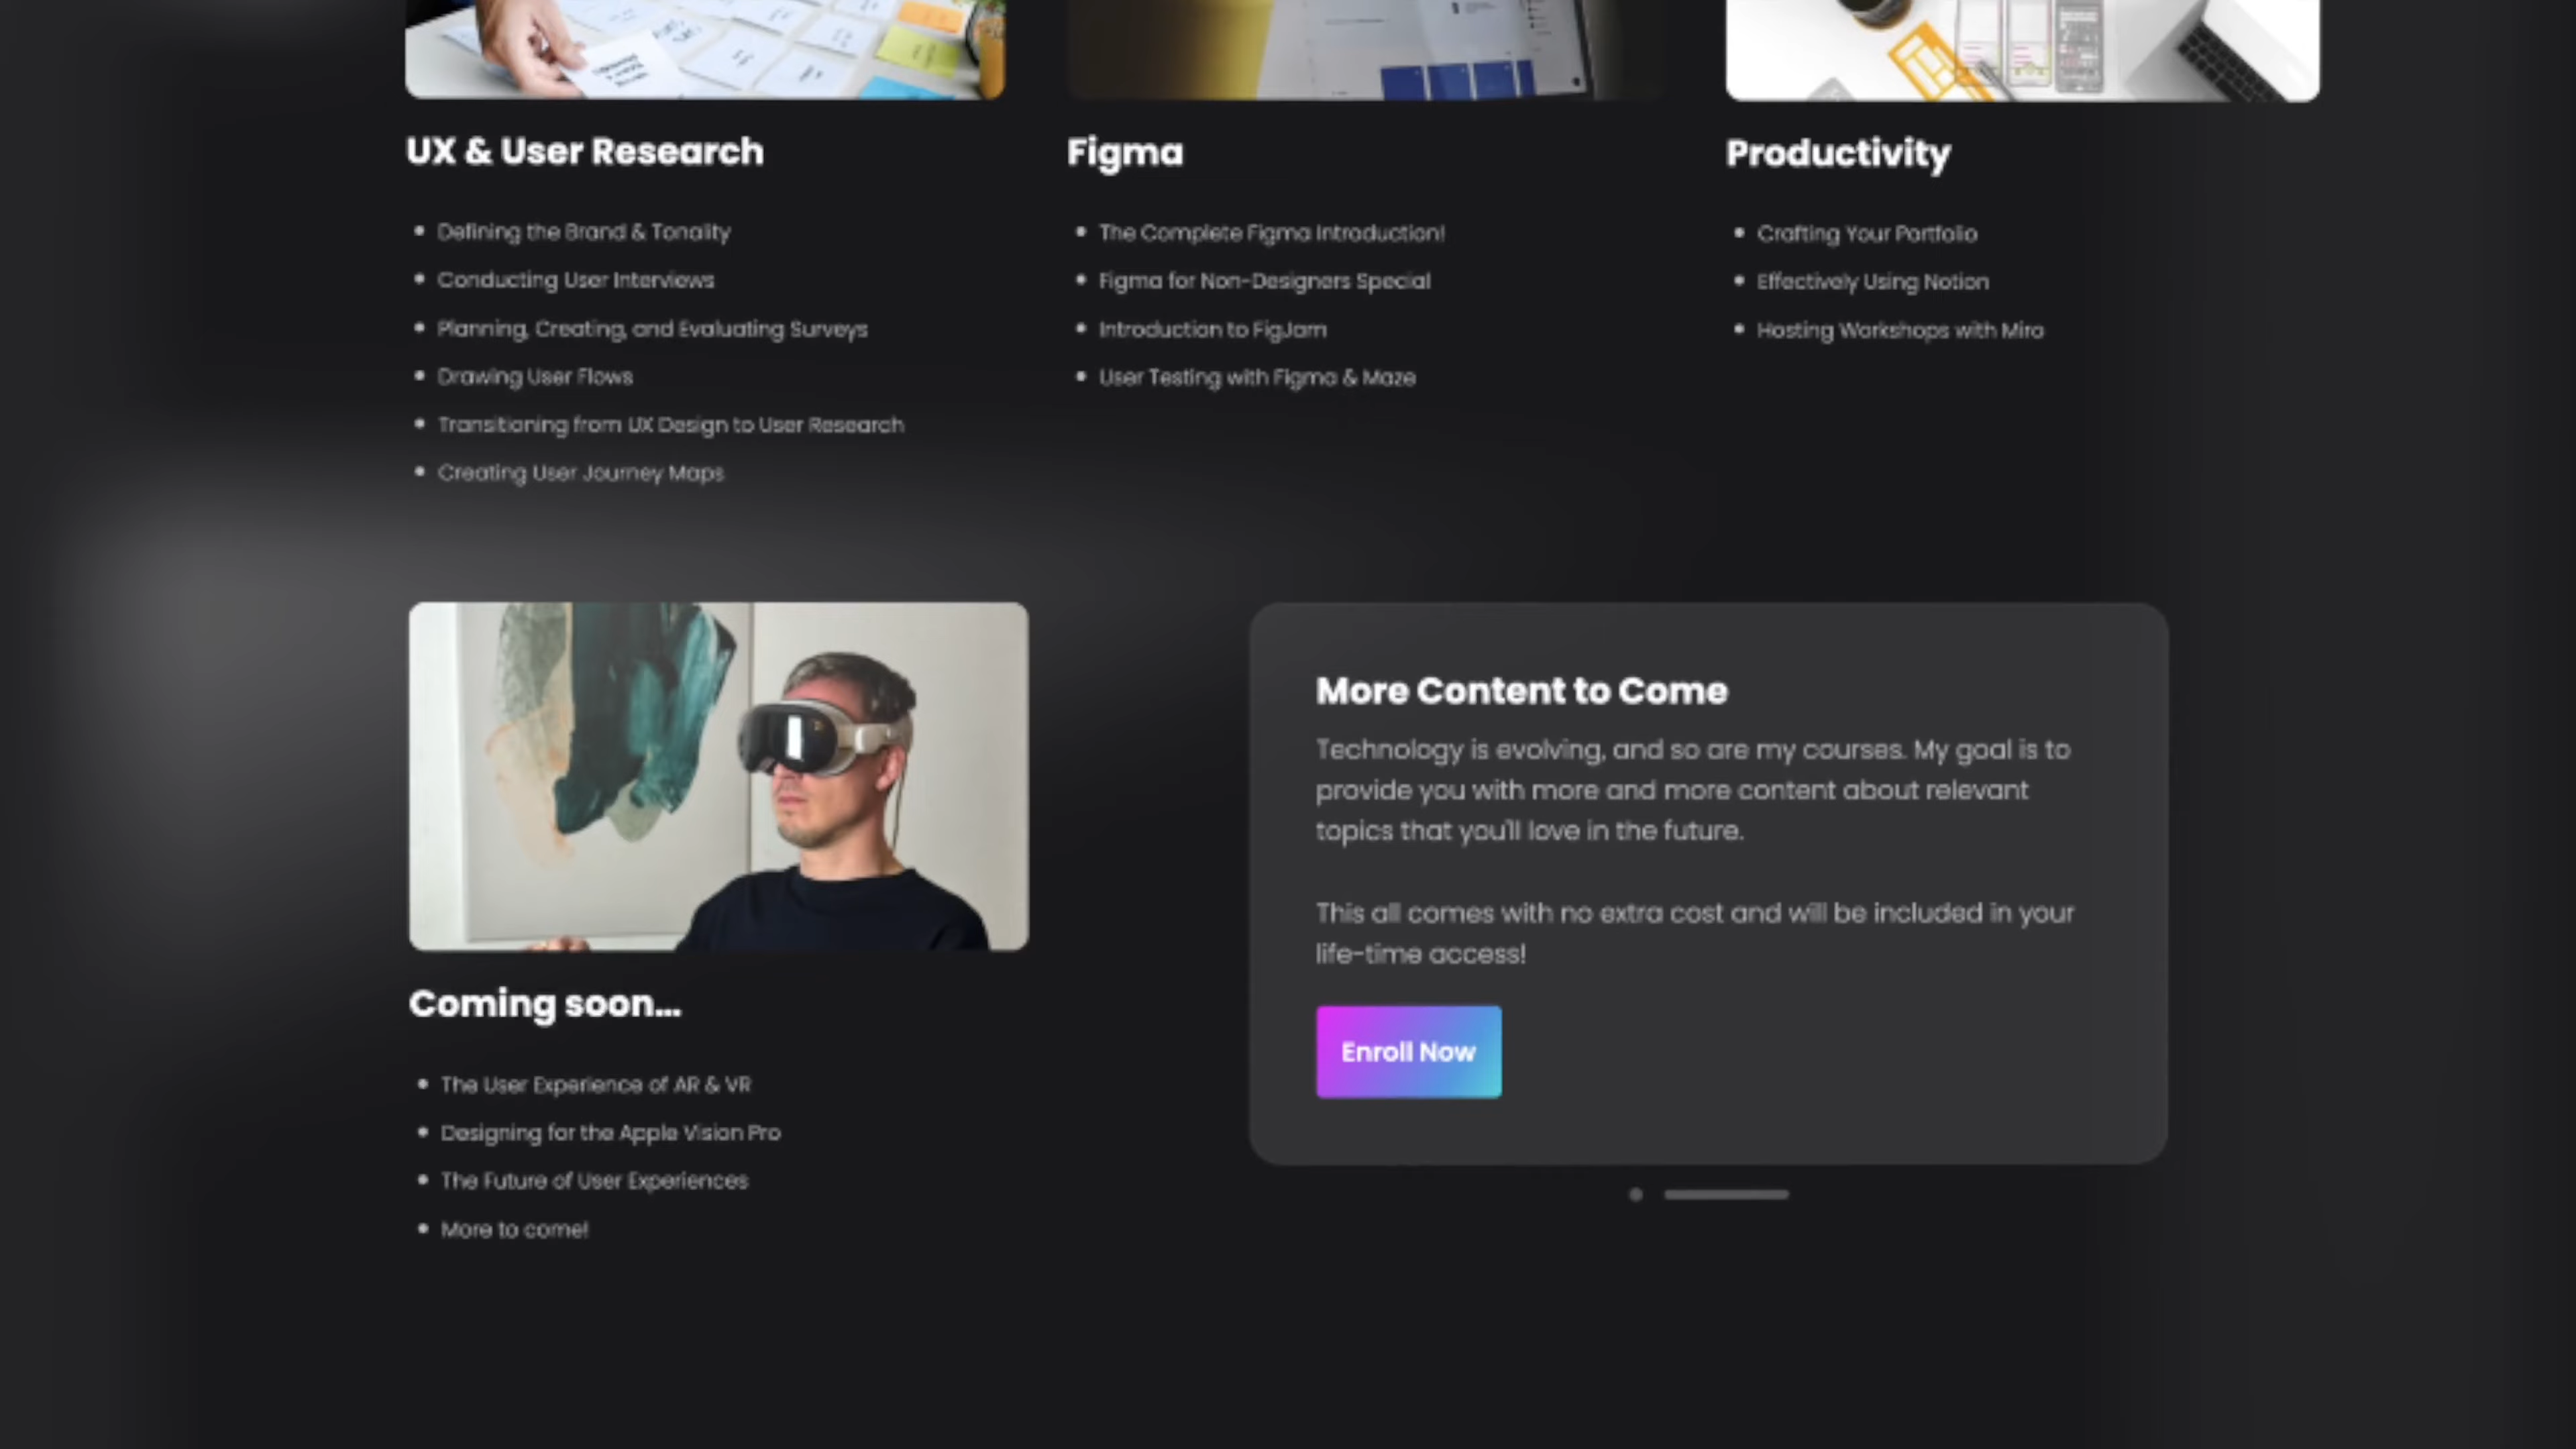 UX & User Research
Defining the Brand & Tonality
Conducting User Interviews
Planning, Creating, and Evaluating Surveys
Drawing User Flows
Transitioning from UX Design to User Research
Creating User Journey Maps
Figma
The Complete Figma Introduction!
Figma for Non-Designers Special
Introduction to FigJam
User Testing with Figma & Maze
Productivity
Crafting Your Portfolio
Effectively Using Notion
Hosting Workshops with Miro
Coming soon...
The User Experience of AR & VR
Designing for the Apple Vision Pro
The Future of User Experiences
More to come!
More Content to Come
Technology is evolving, and so are my courses. My goal is to
provide you with more and more content about relevant
topics that you'll love in the future.
This all comes with no extra cost and will be included in your
life-time access!
Enroll Now